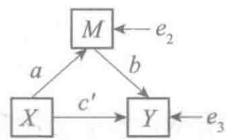 M e₂
a b
X c′ Y e₃